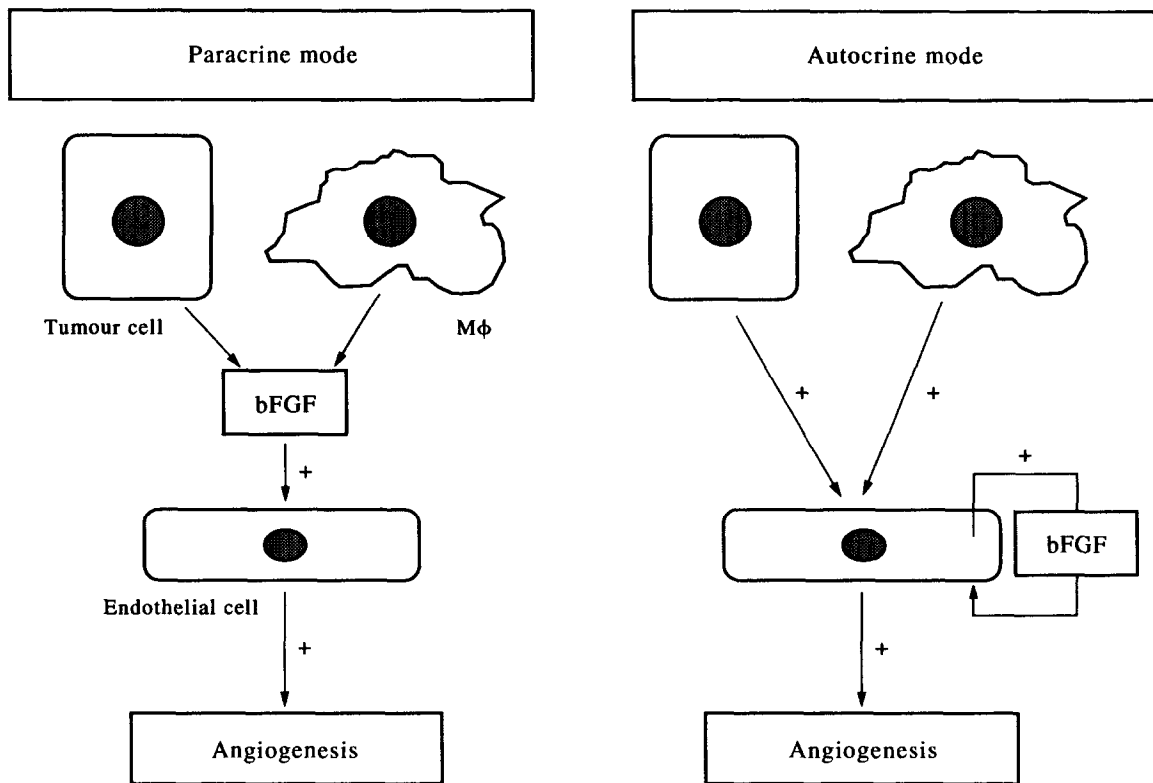 Paracrine mode
Autocrine mode
Tumour cell
Mϕ
bFGF
+
Endothelial cell
+
Angiogenesis
+
+
+
bFGF
+
Angiogenesis